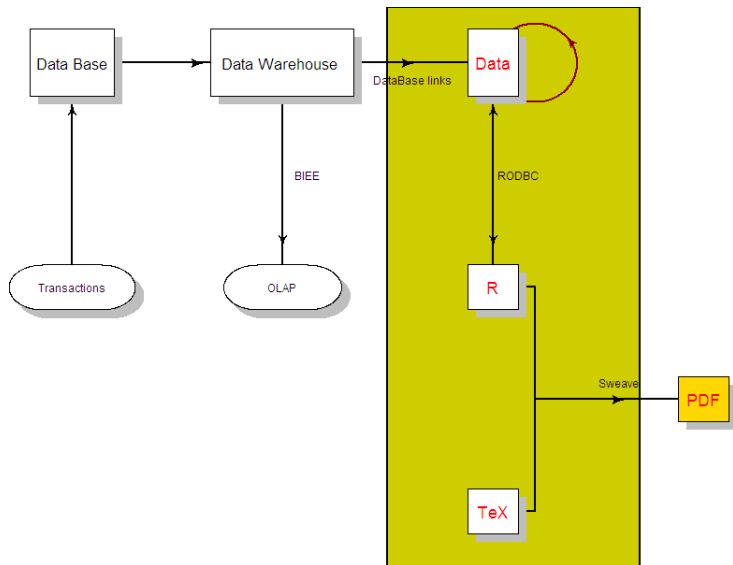 Data Base
Data Warehouse
Data
DataBase links
BIEE
RODBC
Transactions
OLAP
R
Sweave
PDF
TeX